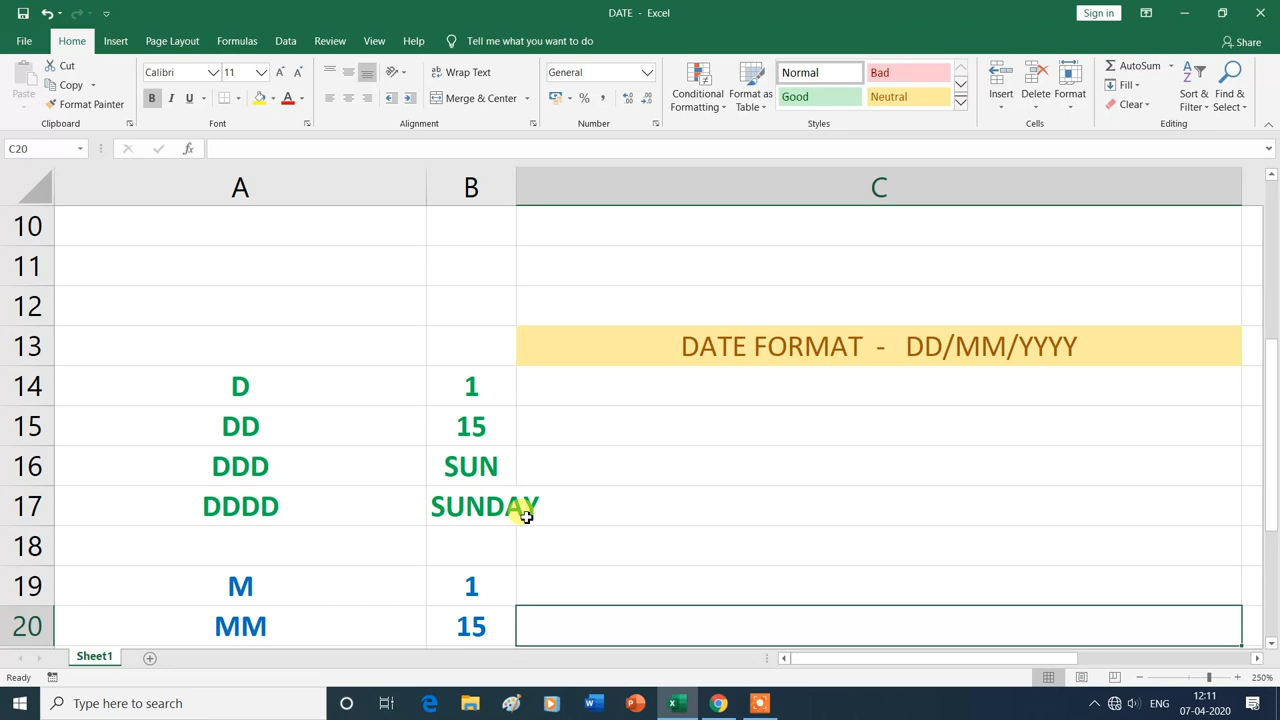 DATE - Excel
Sign in
File Home Insert Page Layout Formulas Data Review View Help Tell me what you want to do Share
Paste
Cut
Copy
Format Painter
Clipboard
Calibri 11
B I U A
Font
Wrap Text
Merge & Center
Alignment
General
%
Number
Conditional Formatting
Format as Table
Normal Bad
Good Neutral
Styles
Insert Delete Format
Cells
AutoSum
Fill
Clear
Sort & Filter
Find & Select
Editing
C20 fx
A B C
10
11
12
13 DATE FORMAT - DD/MM/YYYY
14 D 1
15 DD 15
16 DDD SUN
17 DDDD SUNDAY
18
19 M 1
20 MM 15
Sheet1
Ready 250%
Type here to search
ENG
12:11
07-04-2020